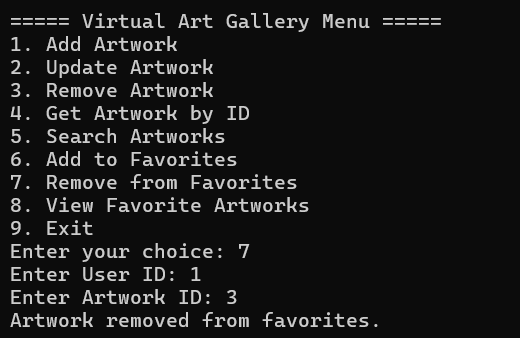 ===== Virtual Art Gallery Menu =====
1. Add Artwork
2. Update Artwork
3. Remove Artwork
4. Get Artwork by ID
5. Search Artworks
6. Add to Favorites
7. Remove from Favorites
8. View Favorite Artworks
9. Exit
Enter your choice: 7
Enter User ID: 1
Enter Artwork ID: 3
Artwork removed from favorites.